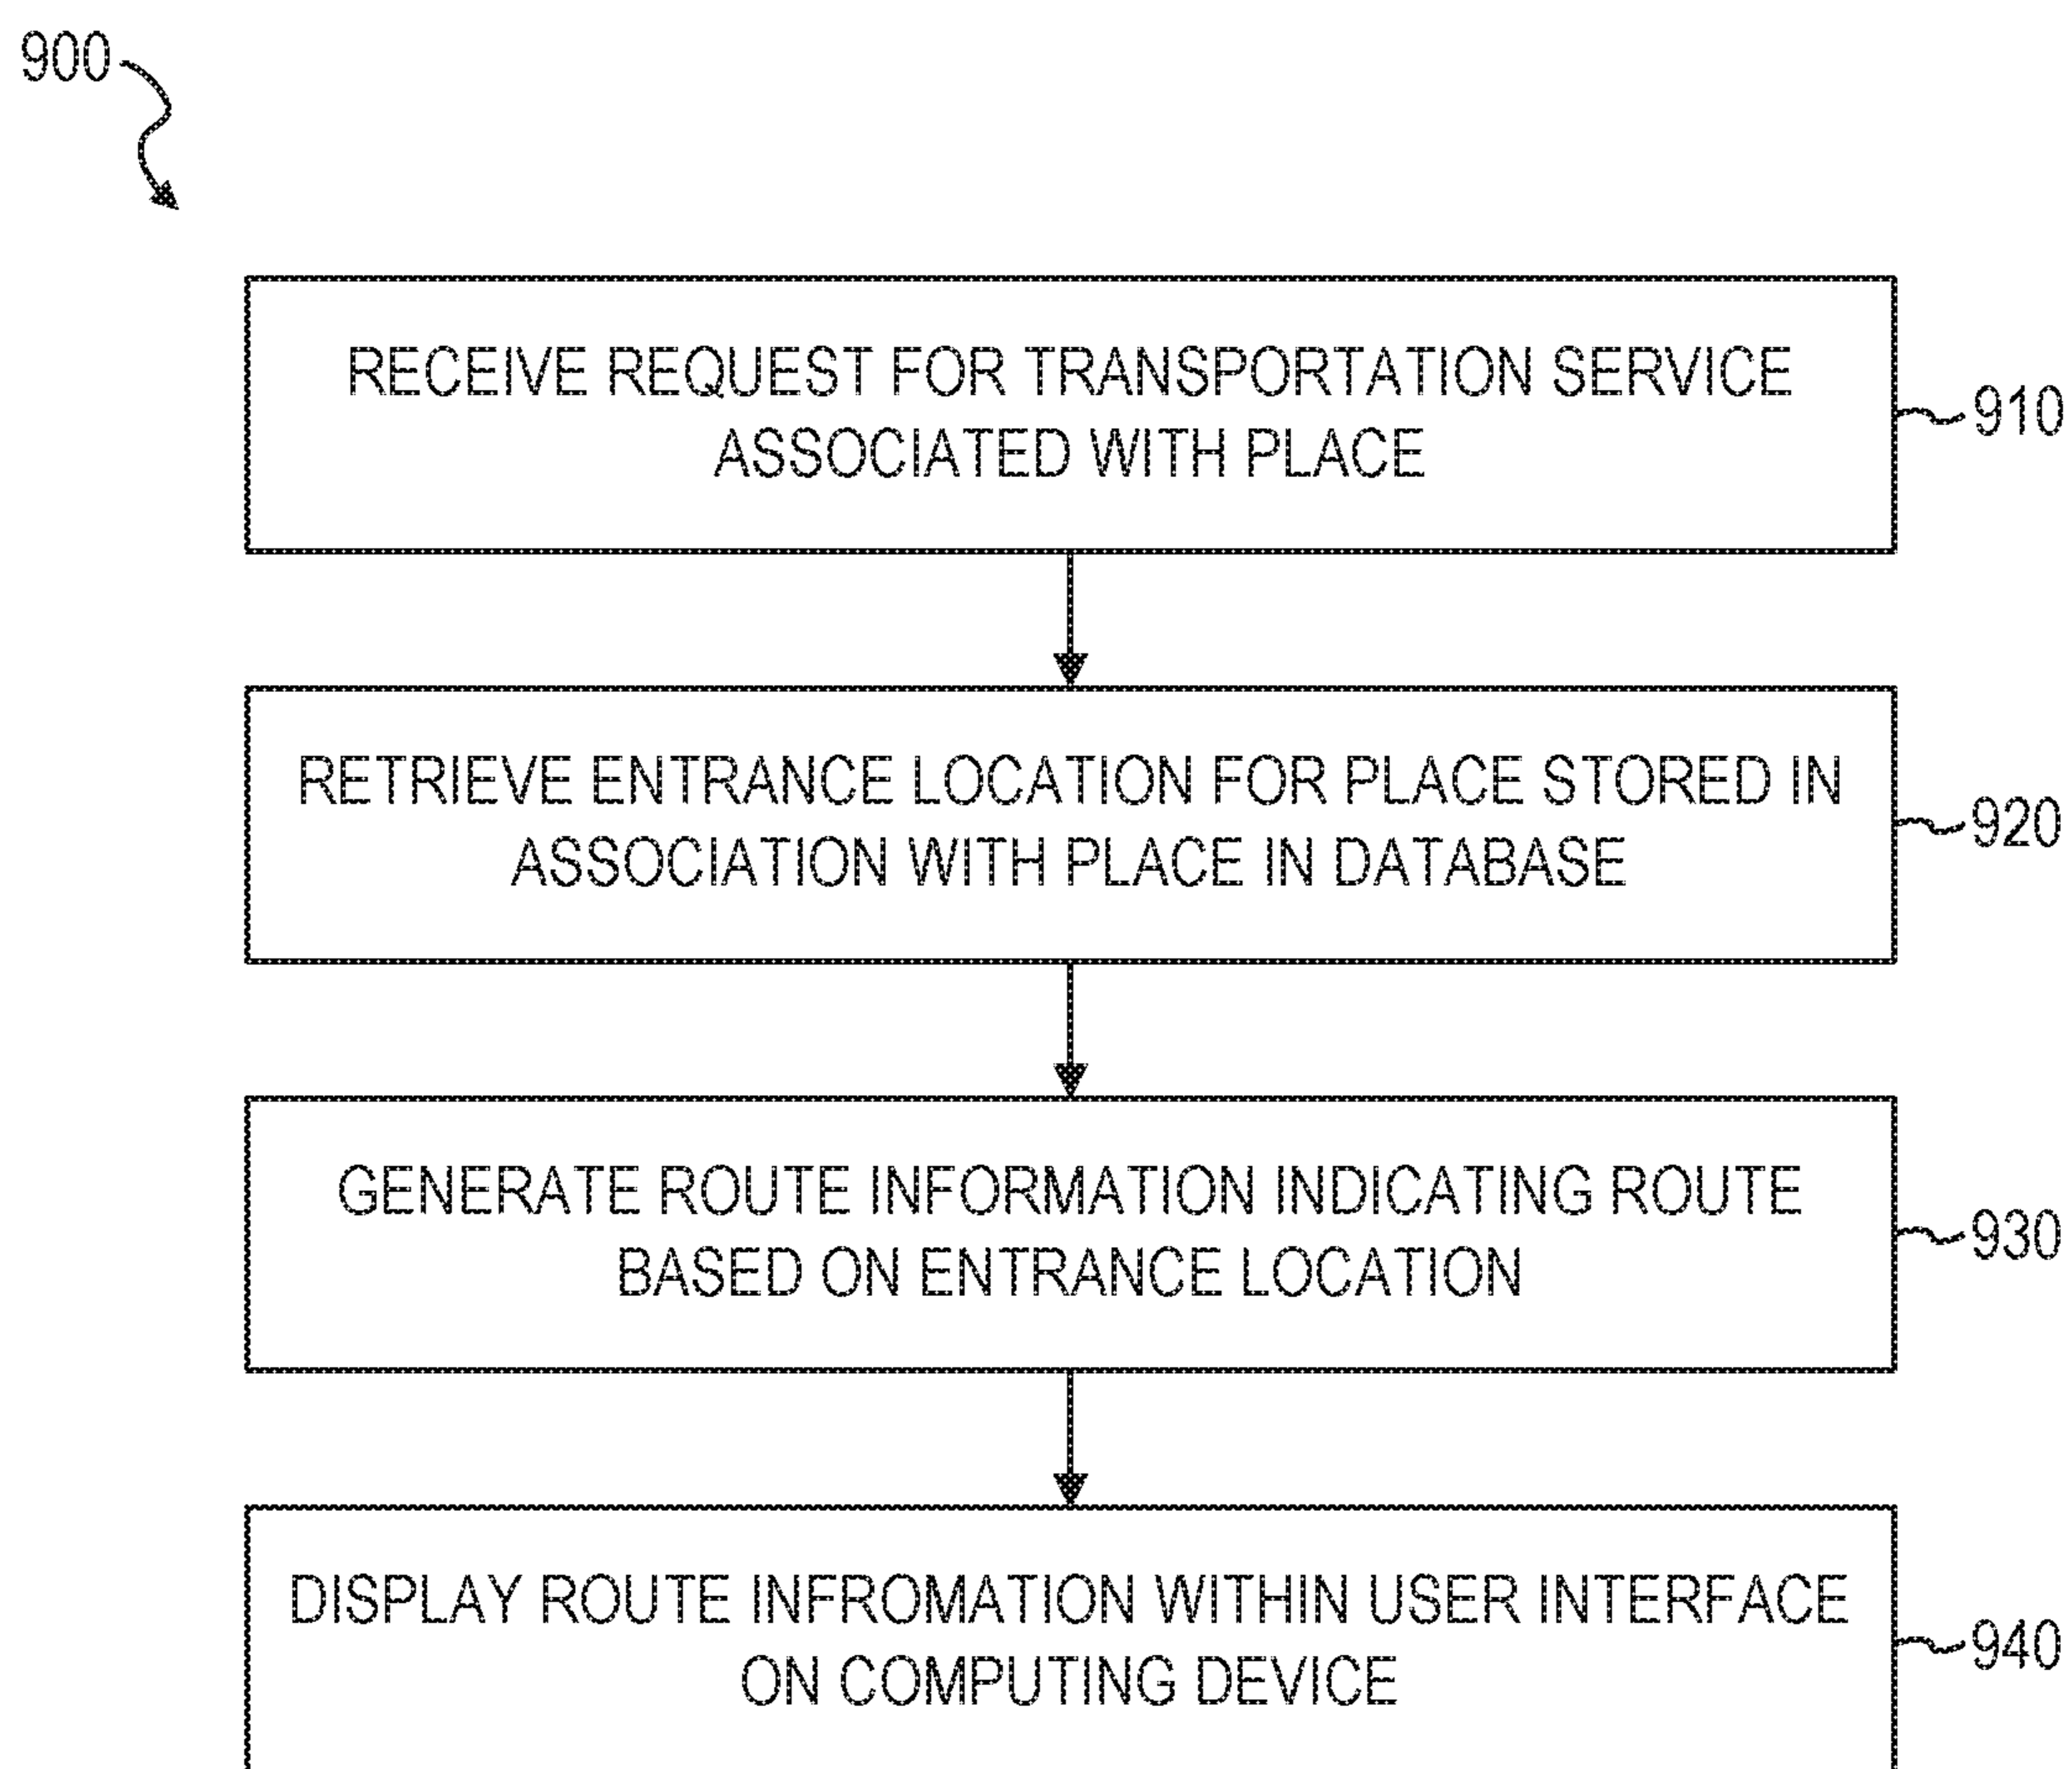 900
RECEIVE REQUEST FOR TRANSPORTATION SERVICE
ASSOCIATED WITH PLACE
910
RETRIEVE ENTRANCE LOCATION FOR PLACE STORED IN
ASSOCIATION WITH PLACE IN DATABASE
920
GENERATE ROUTE INFORMATION INDICATING ROUTE
BASED ON ENTRANCE LOCATION
930
DISPLAY ROUTE INFROMATION WITHIN USER INTERFACE
ON COMPUTING DEVICE
940